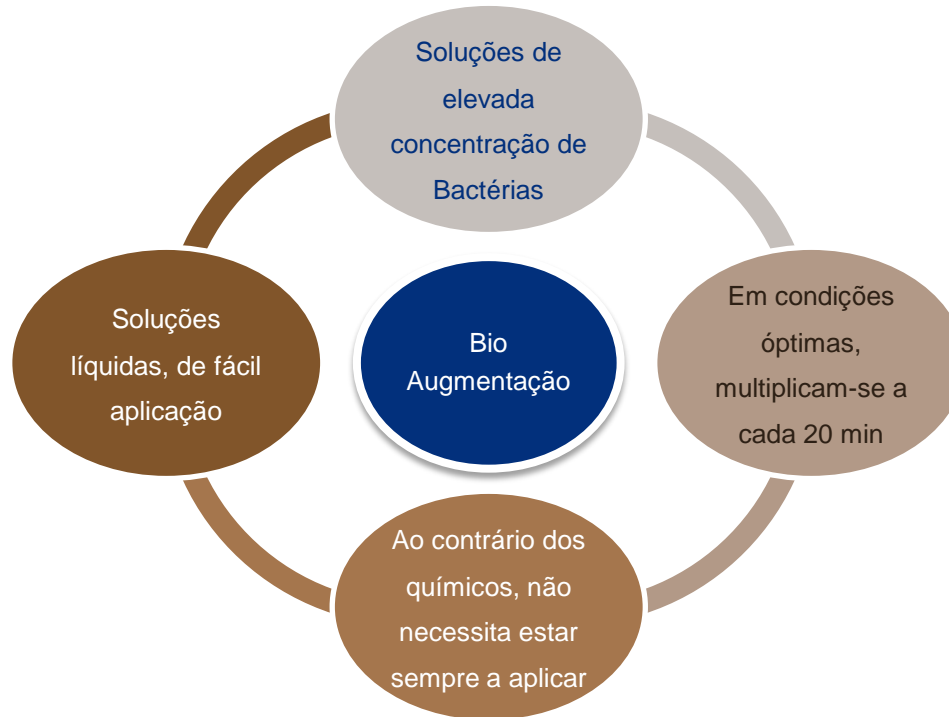 Soluções de
elevada
concentração de
Bactérias
Soluções
líquidas, de fácil
aplicação
Bio
Augmentação
Em condições
óptimas,
multiplicam-se a
cada 20 min
Ao contrário dos
químicos, não
necessita estar
sempre a aplicar